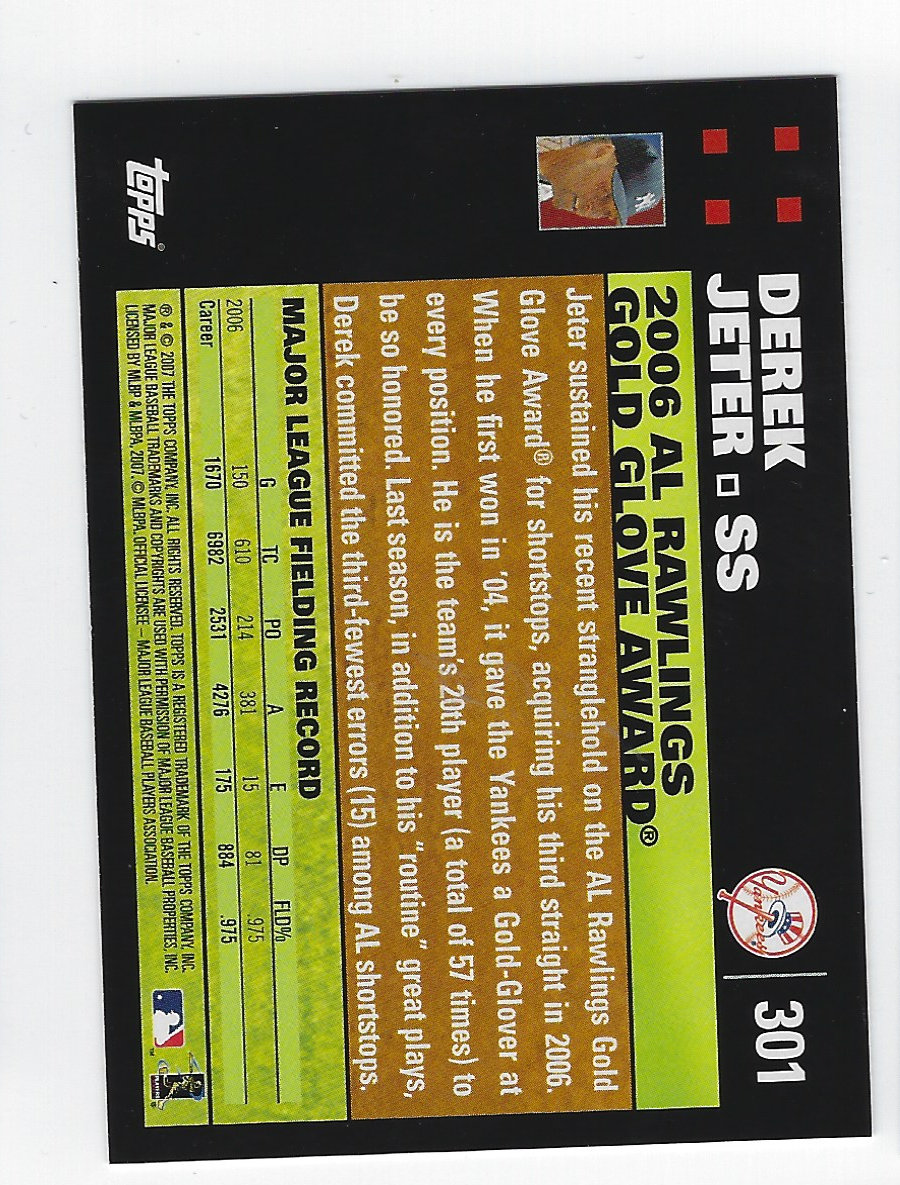 DEREK
JETER SS
Yankees
301
2006 AL RAWLINGS
GOLD GLOVE AWARD®
Jeter sustained his recent stranglehold on the AL Rawlings Gold
Glove Award® for shortstops, acquiring his third straight in 2006.
When he first won in '04, it gave the Yankees a Gold-Glover at
every position. He is the team's 20th player (a total of 57 times) to
be so honored. Last season, in addition to his "routine" great plays,
Derek committed the third-fewest errors (15) among AL shortstops.
MAJOR LEAGUE FIELDING RECORD
G TC PO A E DP FLD%
2006 150 610 214 381 15 81 .975
Career 1670 6982 2531 4276 175 884 .975
® & © 2007 THE TOPPS COMPANY, INC. ALL RIGHTS RESERVED. TOPPS IS A REGISTERED TRADEMARK OF THE TOPPS COMPANY, INC.
MAJOR LEAGUE BASEBALL TRADEMARKS AND COPYRIGHTS ARE USED WITH PERMISSION OF MAJOR LEAGUE BASEBALL PROPERTIES, INC.
LICENSED BY MLBP & MLBPA, 2007. © MLBPA, OFFICIAL LICENSEE – MAJOR LEAGUE BASEBALL PLAYERS ASSOCIATION.
topps®